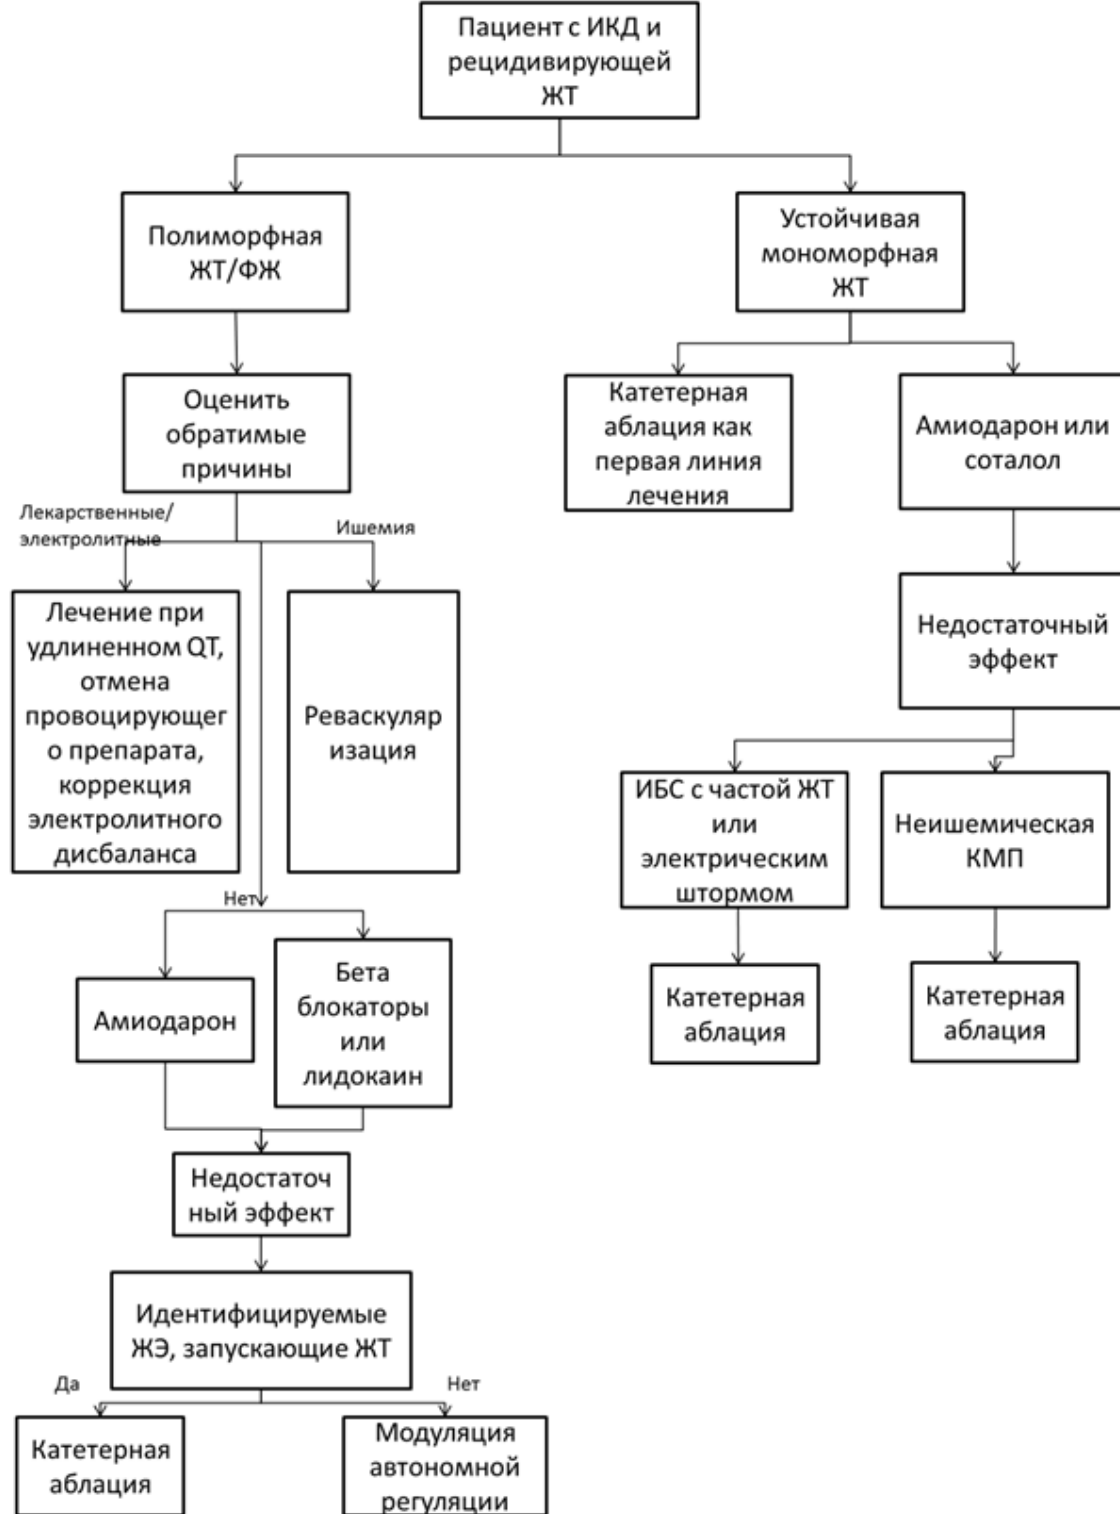 Пациент с ИКД и
рецидивирующей
ЖТ
Полиморфная
ЖТ/ФЖ
Устойчивая
мономорфная
ЖТ
Оценить
обратимые
причины
Катетерная
аблация как
первая линия
лечения
Амиодарон или
соталол
Лекарственные/
электролитные
Ишемия
Лечение при
удлиненном QT,
отмена
провоцирующег
о препарата,
коррекция
электролитного
дисбаланса
Реваскуляр
изация
Недостаточный
эффект
ИБС с частой ЖТ
или
электрическим
штормом
Неишемическая
КМП
Нет
Амиодарон
Бета
блокаторы
или
лидокаин
Катетерная
аблация
Катетерная
аблация
Недостаточ
ный эффект
Идентифицируемые
ЖЭ, запускающие ЖТ
Да
Нет
Катетерная
аблация
Модуляция
автономной
регуляции